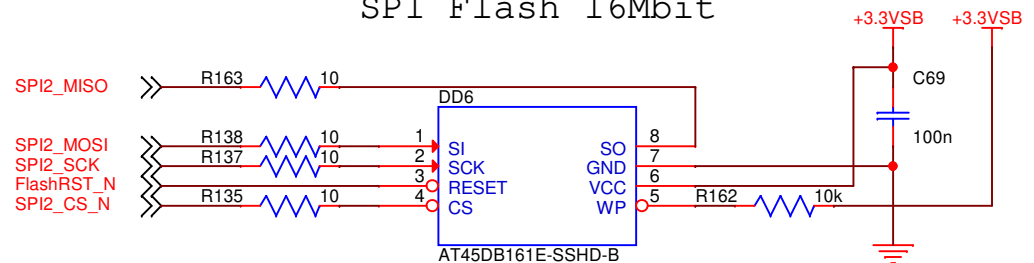 SPI Flash 16Mbit
+3.3VSB +3.3VSB
SPI2_MISO R163 10
C69
DD6
100n
SPI2_MOSI R138 10 1 SI SO 8
SPI2_SCK R137 10 2 SCK GND 7
FlashRST_N 3 RESET VCC 6
SPI2_CS_N R135 10 4 CS WP 5 R162 10k
AT45DB161E-SSHD-B